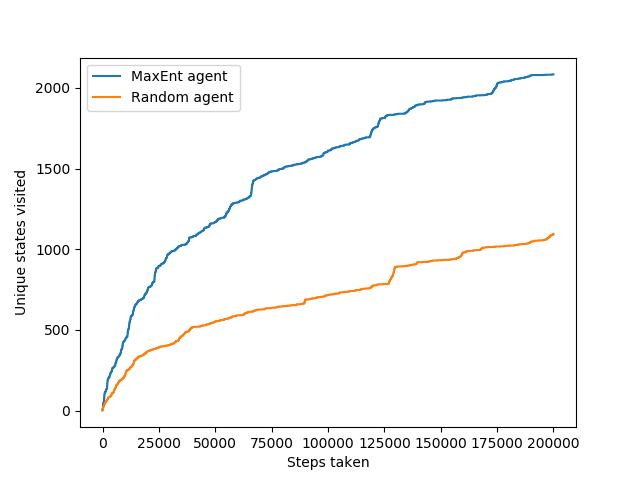 MaxEnt agent
Random agent
Unique states visited
2000
1500
1000
500
0
0 25000 50000 75000 100000 125000 150000 175000 200000
Steps taken